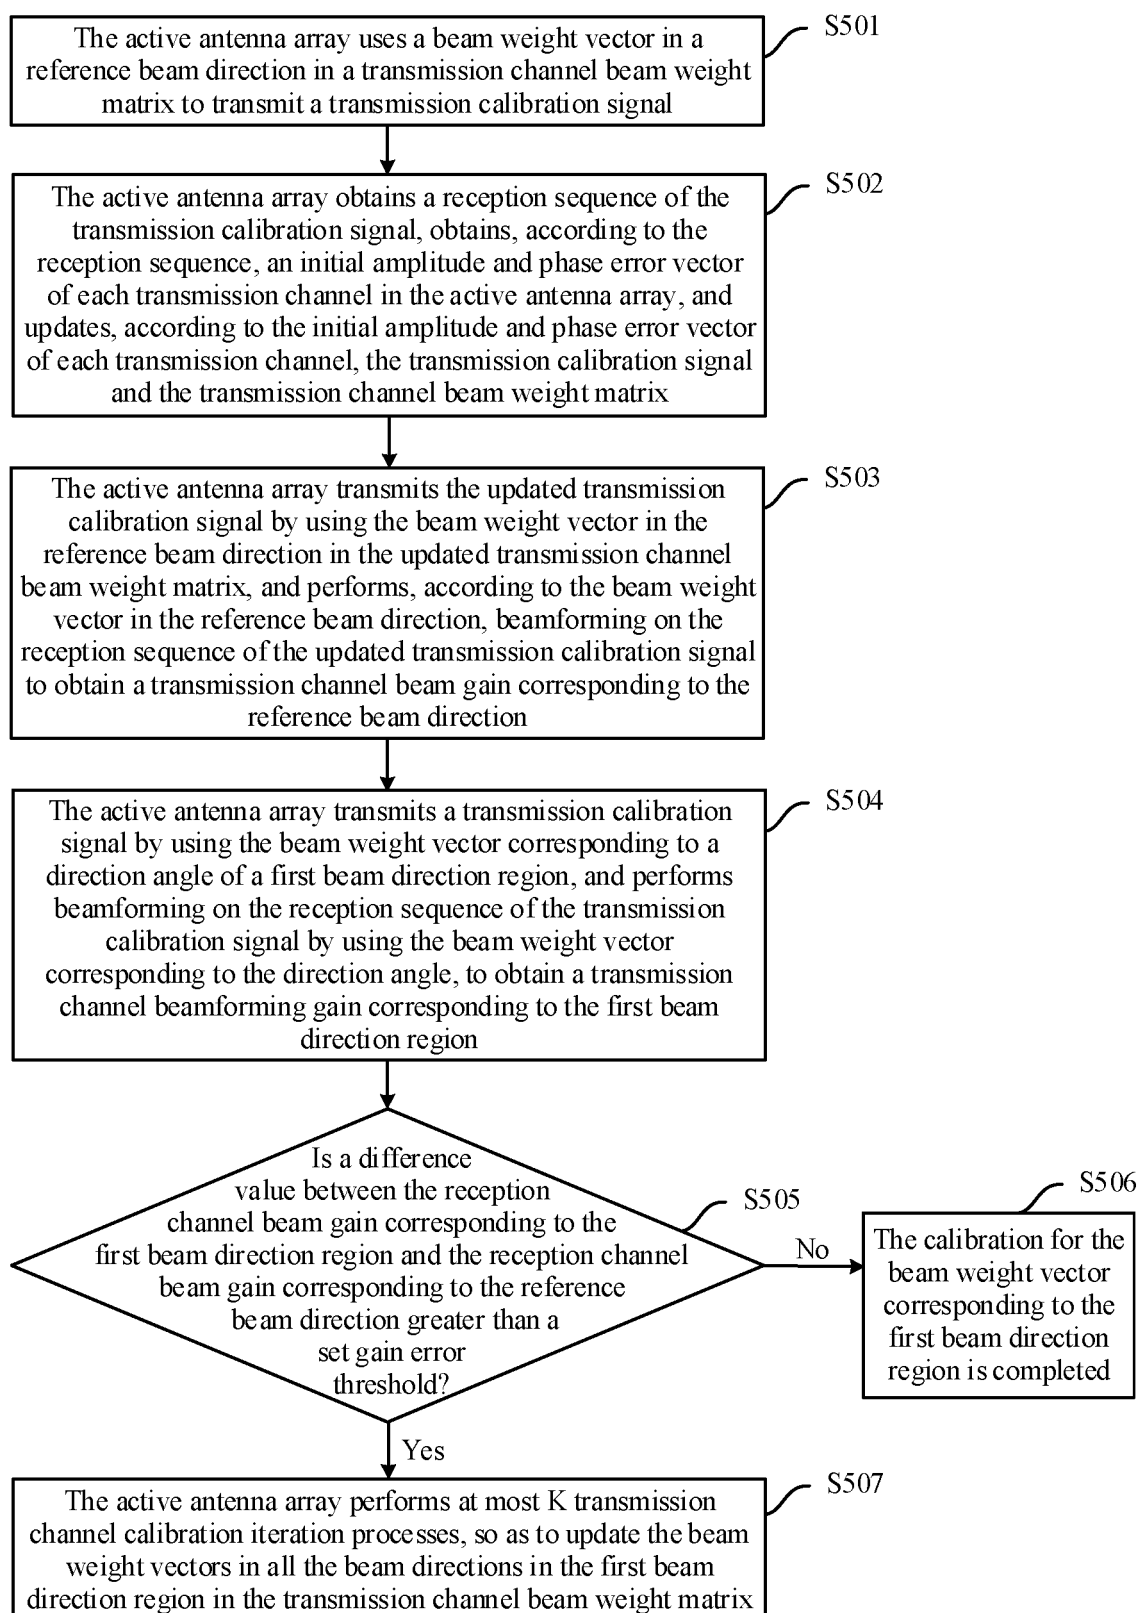 The active antenna array uses a beam weight vector in a
reference beam direction in a transmission channel beam weight
matrix to transmit a transmission calibration signal
S501
The active antenna array obtains a reception sequence of the
transmission calibration signal, obtains, according to the
reception sequence, an initial amplitude and phase error vector
of each transmission channel in the active antenna array, and
updates, according to the initial amplitude and phase error vector
of each transmission channel, the transmission calibration signal
and the transmission channel beam weight matrix
S502
The active antenna array transmits the updated transmission
calibration signal by using the beam weight vector in the
reference beam direction in the updated transmission channel
beam weight matrix, and performs, according to the beam weight
vector in the reference beam direction, beamforming on the
reception sequence of the updated transmission calibration signal
to obtain a transmission channel beam gain corresponding to the
reference beam direction
S503
The active antenna array transmits a transmission calibration
signal by using the beam weight vector corresponding to a
direction angle of a first beam direction region, and performs
beamforming on the reception sequence of the transmission
calibration signal by using the beam weight vector
corresponding to the direction angle, to obtain a transmission
channel beamforming gain corresponding to the first beam
direction region
S504
Is a difference
value between the reception
channel beam gain corresponding to the
first beam direction region and the reception channel
beam gain corresponding to the reference
beam direction greater than a
set gain error
threshold?
S505
No
The calibration for the
beam weight vector
corresponding to the
first beam direction
region is completed
S506
Yes
The active antenna array performs at most K transmission
channel calibration iteration processes, so as to update the beam
weight vectors in all the beam directions in the first beam
direction region in the transmission channel beam weight matrix
S507